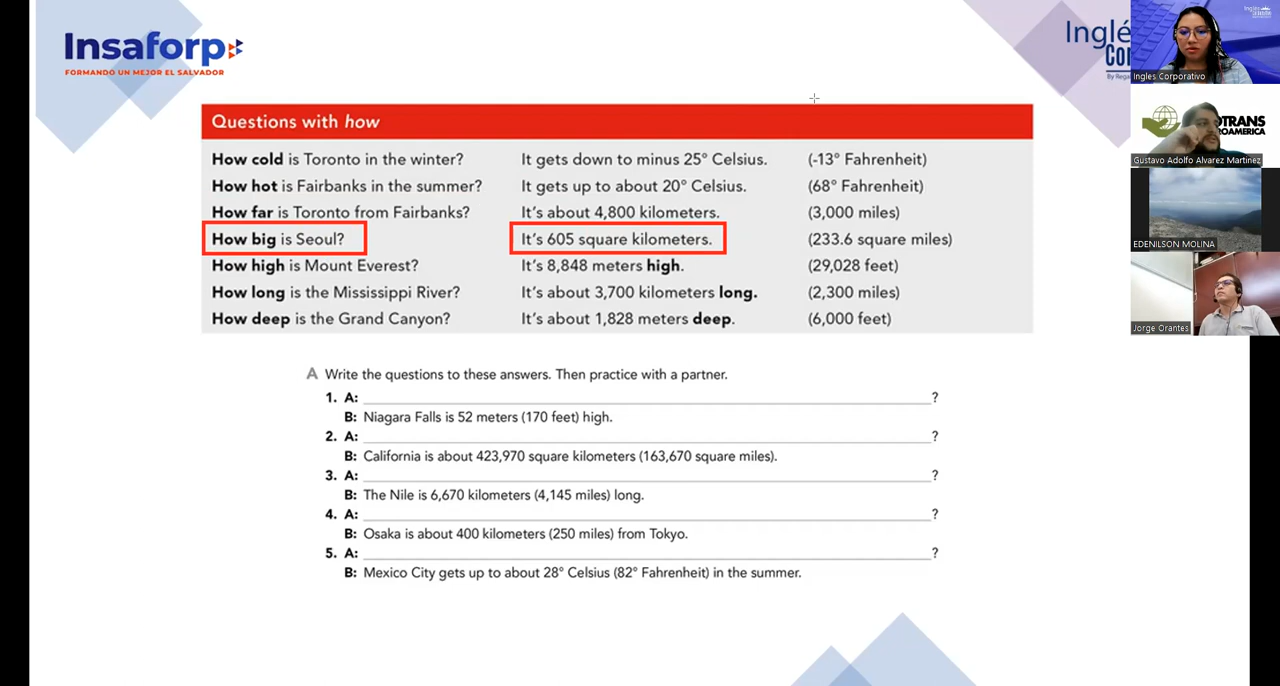 Insaforp
FORMANDO UN MEJOR EL SALVADOR
Questions with how
How cold is Toronto in the winter? It gets down to minus 25° Celsius. (-13° Fahrenheit)
How hot is Fairbanks in the summer? It gets up to about 20° Celsius. (68° Fahrenheit)
How far is Toronto from Fairbanks? It's about 4,800 kilometers. (3,000 miles)
How big is Seoul? It's 605 square kilometers. (233.6 square miles)
How high is Mount Everest? It's 8,848 meters high. (29,028 feet)
How long is the Mississippi River? It's about 3,700 kilometers long. (2,300 miles)
How deep is the Grand Canyon? It's about 1,828 meters deep. (6,000 feet)
A Write the questions to these answers. Then practice with a partner.
1. A: ?
B: Niagara Falls is 52 meters (170 feet) high.
2. A: ?
B: California is about 423,970 square kilometers (163,670 square miles).
3. A: ?
B: The Nile is 6,670 kilometers (4,145 miles) long.
4. A: ?
B: Osaka is about 400 kilometers (250 miles) from Tokyo.
5. A: ?
B: Mexico City gets up to about 28° Celsius (82° Fahrenheit) in the summer.
Inglé
Co
By Rega
Ingles Corporativo
OTRANS
ROAMERICA
Gustavo Adolfo Alvarez Martinez
EDENILSON MOLINA
Jorge Orantes